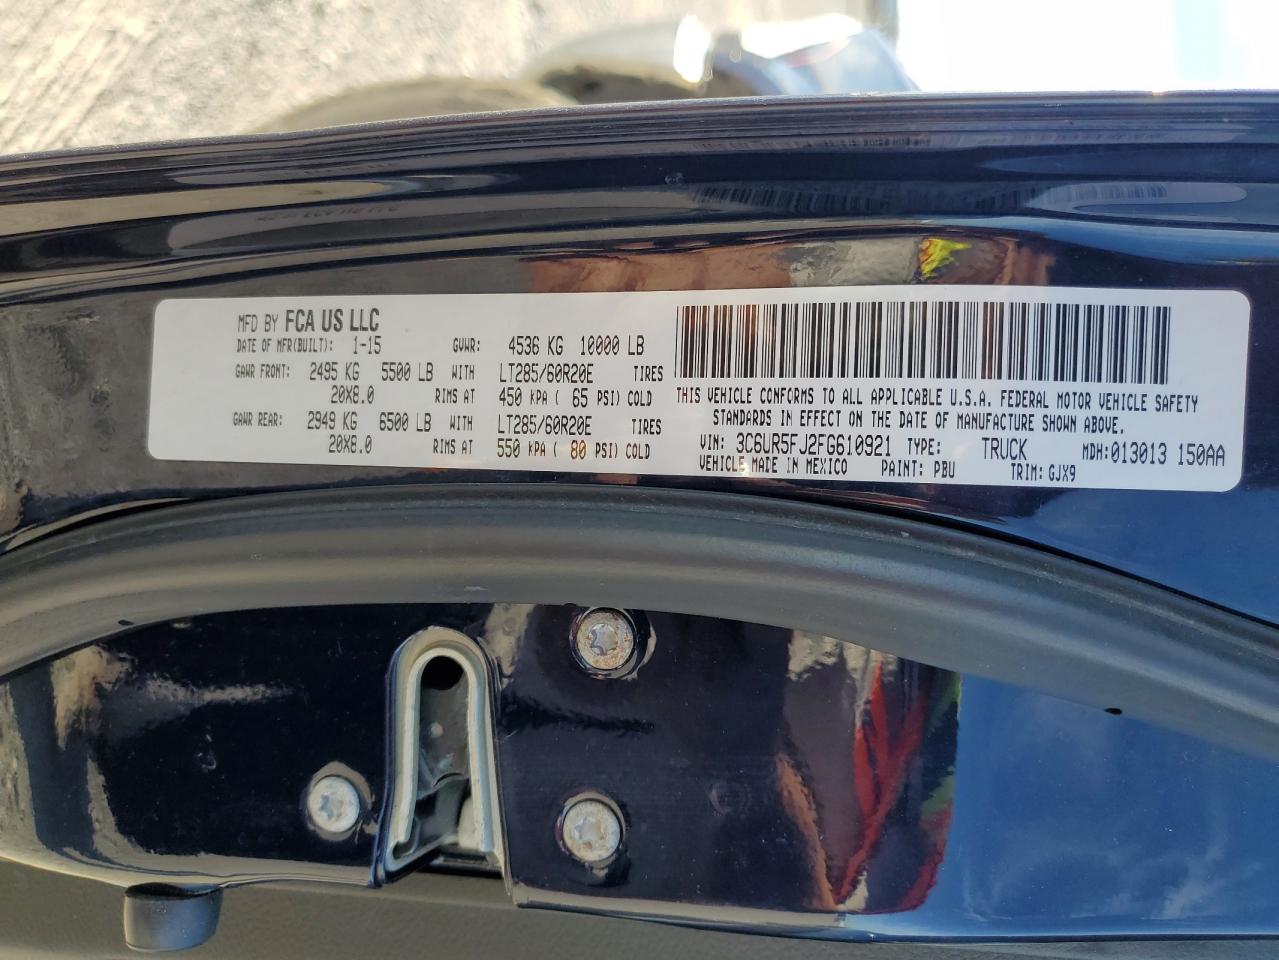 MFD BY FCA US LLC
DATE OF MFR(BUILT): 1-15 GVWR: 4536 KG 10000 LB
GAWR FRONT: 2495 KG 5500 LB WITH LT285/60R20E TIRES
20X8.0 RIMS AT 450 KPA ( 65 PSI) COLD
GAWR REAR: 2949 KG 6500 LB WITH LT285/60R20E TIRES
20X8.0 RIMS AT 550 KPA ( 80 PSI) COLD
THIS VEHICLE CONFORMS TO ALL APPLICABLE U.S.A. FEDERAL MOTOR VEHICLE SAFETY
STANDARDS IN EFFECT ON THE DATE OF MANUFACTURE SHOWN ABOVE.
VIN: 3C6UR5FJ2FG610921 TYPE: TRUCK MDH:013013 150AA
VEHICLE MADE IN MEXICO PAINT: PBU TRIM: GJX9